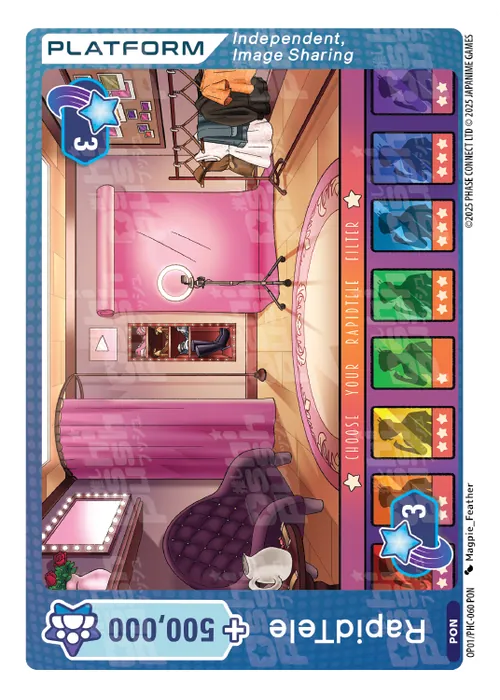 PLATFORM
Independent,
Image Sharing
3
CHOOSE YOUR RAPIDTELE FILTER
3
RapidTele
+500,000
PON
OP01/PHC-060 PON
Magpie_Feather
©2025 PHASE CONNECT LTD © 2025 JAPANIME GAMES